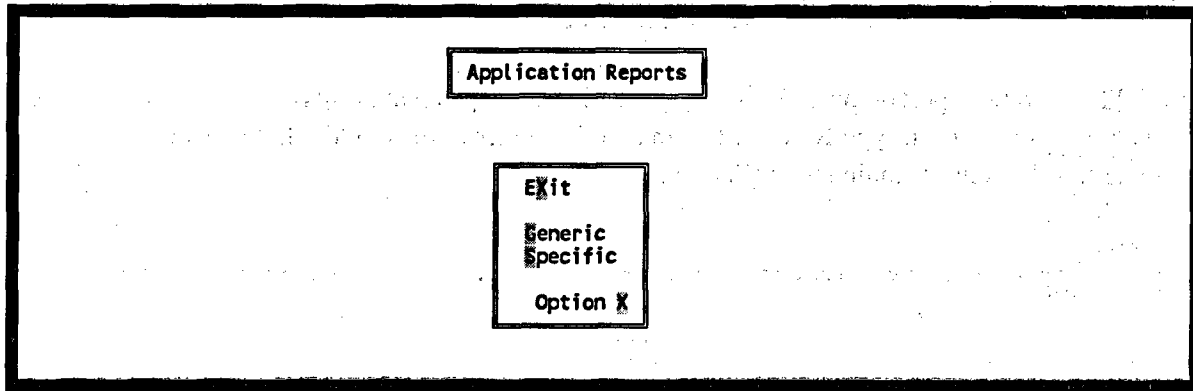 Application Reports
EXit
Generic
Specific
Option X